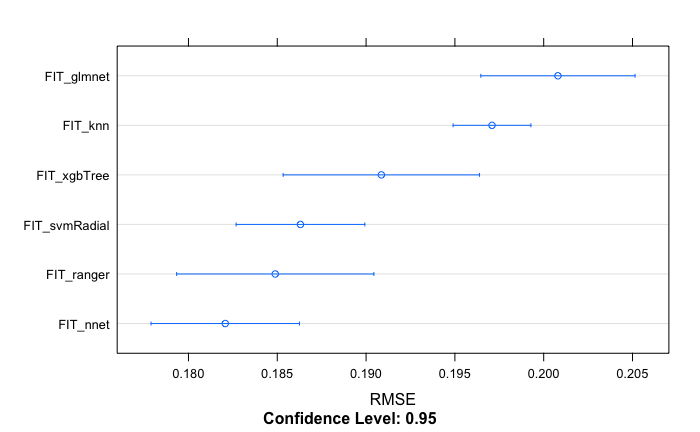 FIT_glmnet
FIT_knn
FIT_xgbTree
FIT_svmRadial
FIT_ranger
FIT_nnet
0.180 0.185 0.190 0.195 0.200 0.205
RMSE
Confidence Level: 0.95